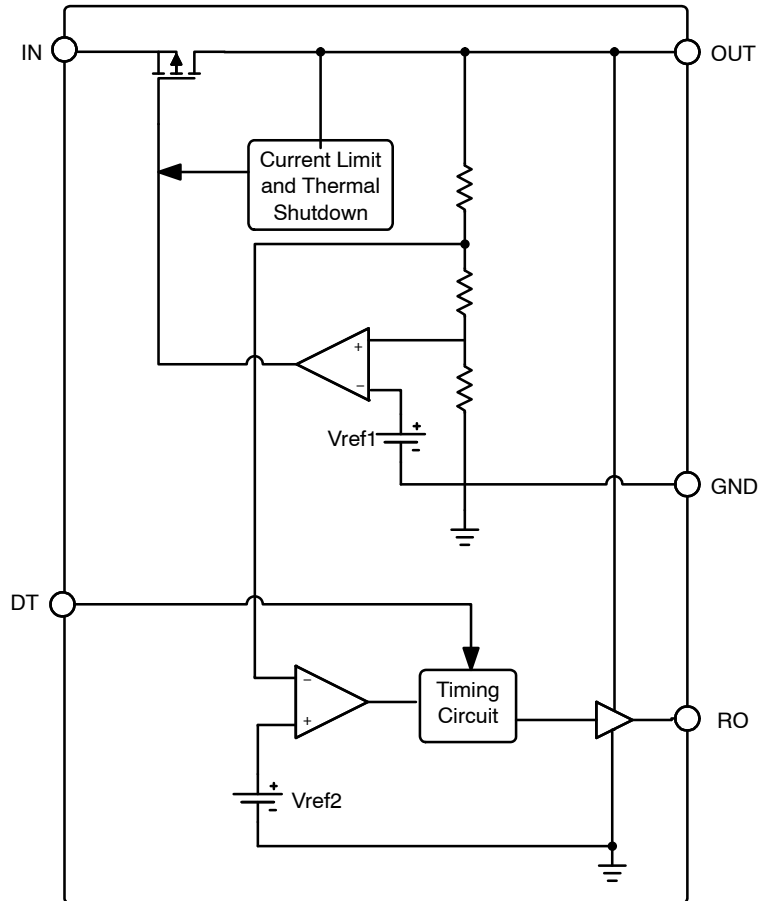 IN
OUT
Current Limit
and Thermal
Shutdown
+
−
Vref1
+
-
GND
DT
−
+
Timing
Circuit
RO
Vref2
+
-